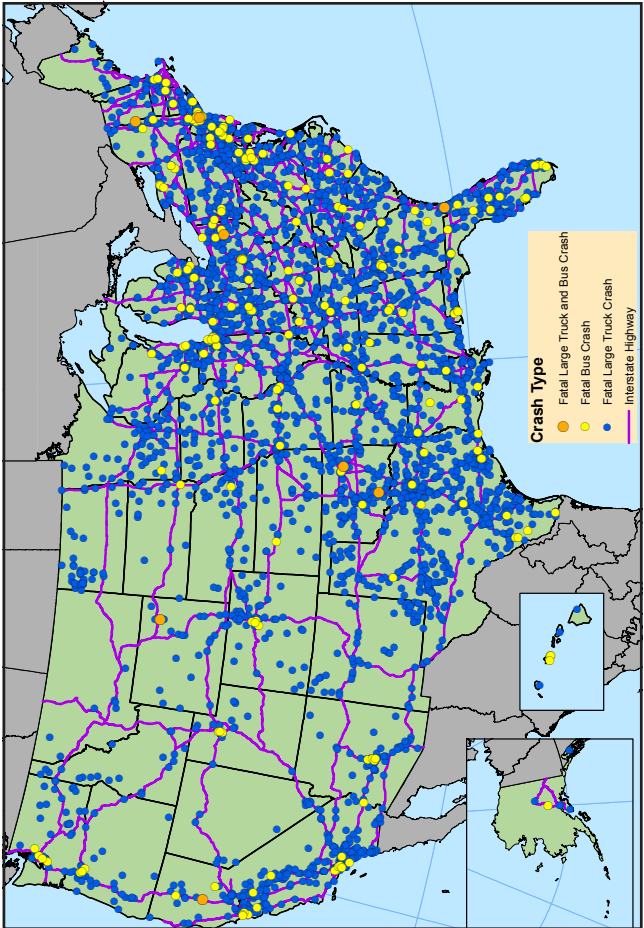 Crash Type
Fatal Large Truck and Bus Crash
Fatal Bus Crash
Fatal Large Truck Crash
Interstate Highway